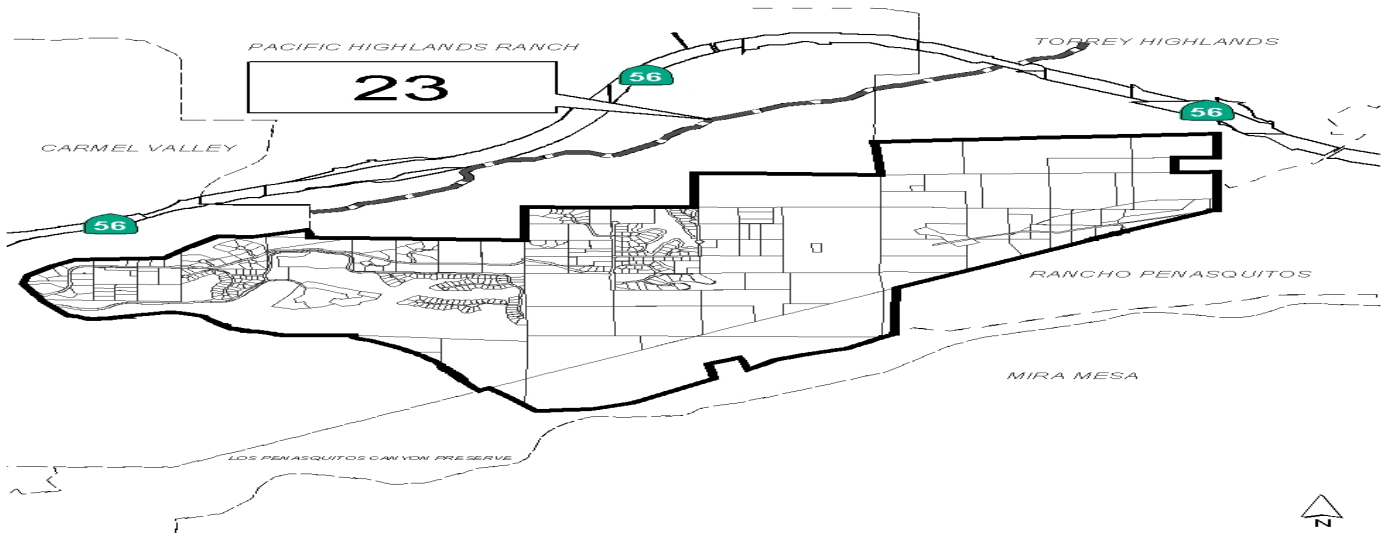 PACIFIC HIGHLANDS RANCH
TORREY HIGHLANDS
23
56
56
CARMEL VALLEY
56
RANCHO PENASQUITOS
MIRA MESA
LOS PENASQUITOS CANYON PRESERVE
N